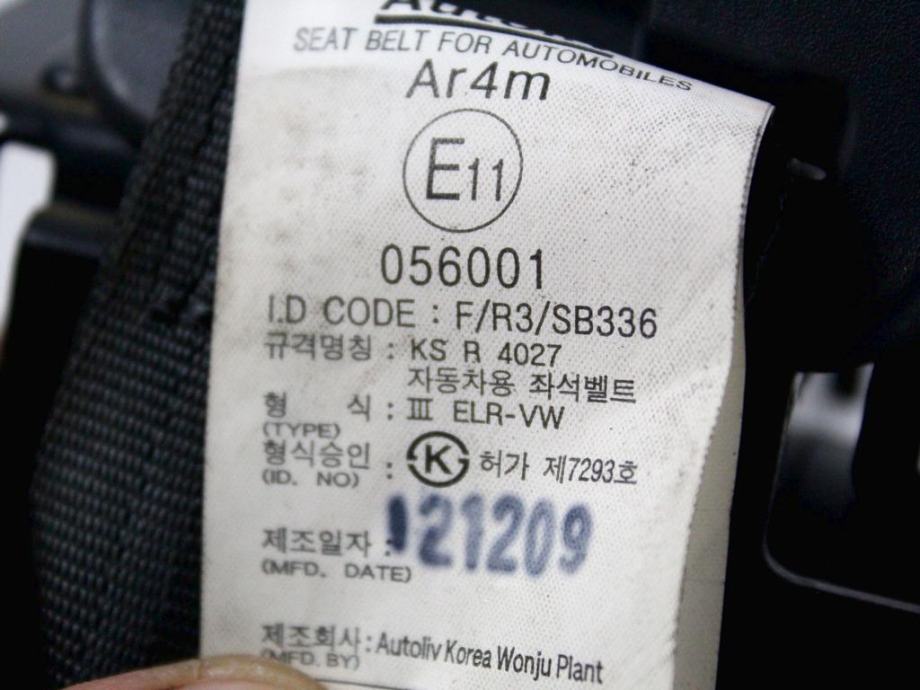 SEAT BELT FOR AUTOMOBILES
Ar4m
E11
056001
I.D CODE : F/R3/SB336
규격명칭 : KS R 4027
자동차용 좌석벨트
형 식 : Ⅲ ELR-VW
(TYPE)
형식승인 : K 허가 제7293호
(ID. NO)
제조일자 : 21209
(MFD. DATE)
제조회사 : Autoliv Korea Wonju Plant
(MFD. BY)